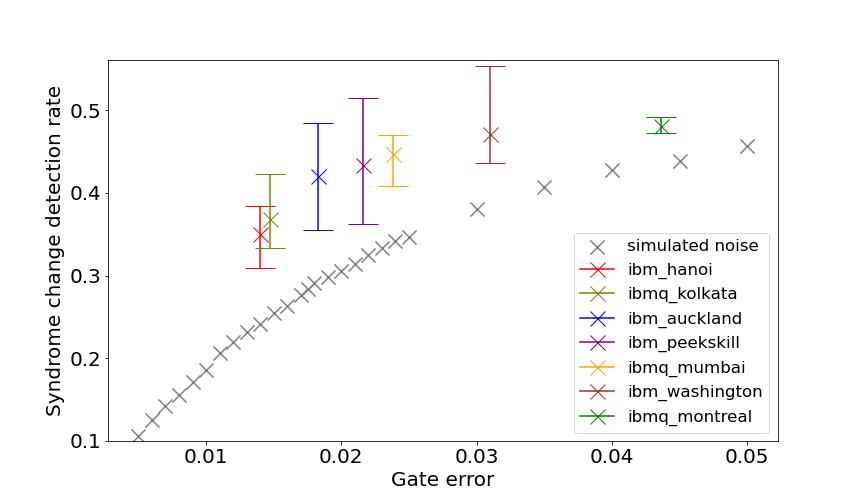 Syndrome change detection rate
0.5
0.4
0.3
0.2
0.1
simulated noise
ibm_hanoi
ibmq_kolkata
ibm_auckland
ibm_peekskill
ibmq_mumbai
ibm_washington
ibmq_montreal
0.01 0.02 0.03 0.04 0.05
Gate error